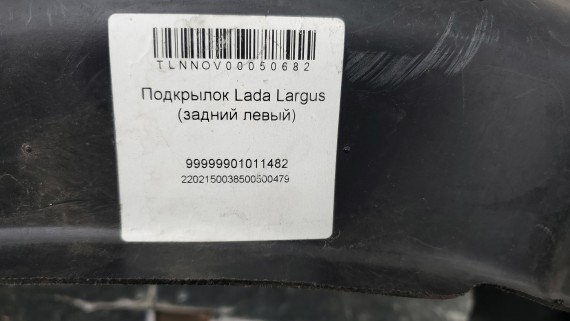 TLNNOV00050682
Подкрылок Lada Largus
(задний левый)
99999901011482
2202150038500500479